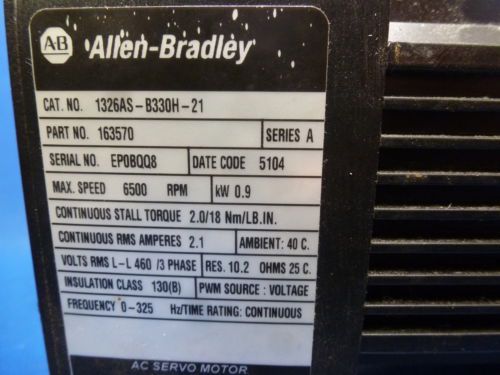 AB Allen-Bradley
CAT. NO. 1326AS-B330H-21
PART NO. 163570 SERIES A
SERIAL NO. EP0BQQ8 DATE CODE 5104
MAX. SPEED 6500 RPM kW 0.9
CONTINUOUS STALL TORQUE 2.0/18 Nm/LB.IN.
CONTINUOUS RMS AMPERES 2.1 AMBIENT: 40 C.
VOLTS RMS L-L 460 /3 PHASE RES. 10.2 OHMS 25 C.
INSULATION CLASS 130(B) PWM SOURCE : VOLTAGE
FREQUENCY 0-325 Hz/TIME RATING: CONTINUOUS
AC SERVO MOTOR